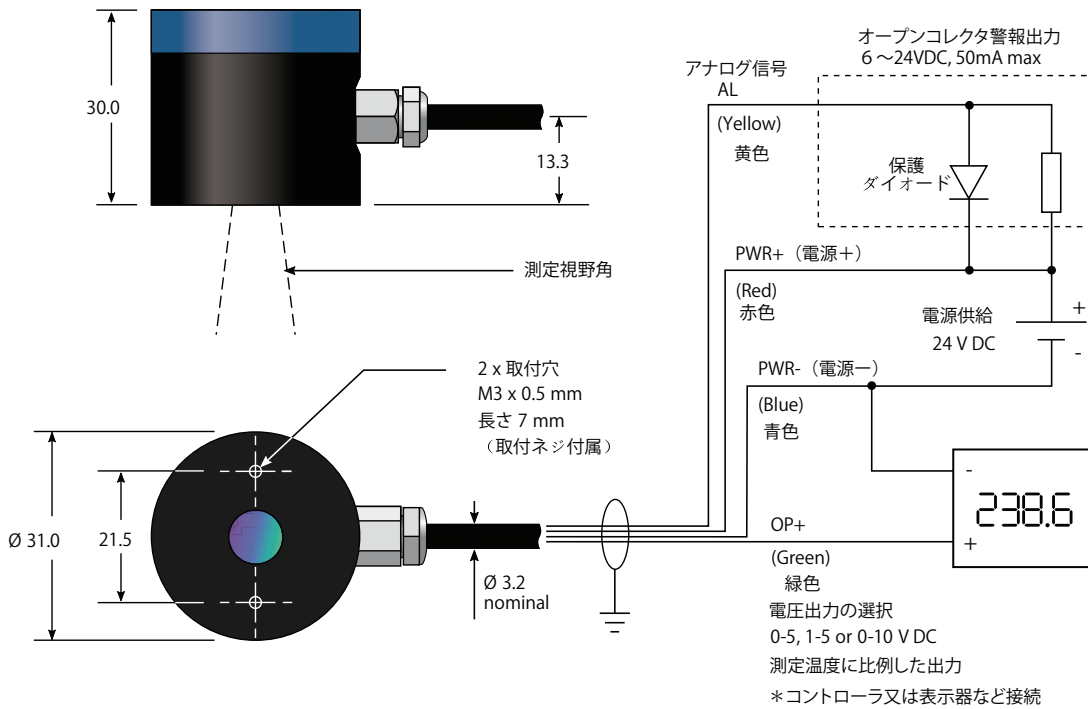 30.0
13.3
測定視野角
2 x 取付穴
M3 x 0.5 mm
長さ 7 mm
（取付ネジ付属）
Ø 31.0
21.5
Ø 3.2
nominal
オープンコレクタ警報出力
6 ～24VDC, 50mA max
アナログ信号
AL
(Yellow)
黄色
保護
ダイオード
PWR+（電源＋）
(Red)
赤色
電源供給
24 V DC
+
-
PWR-（電源ー）
(Blue)
青色
-
238.6
+
OP+
(Green)
緑色
電圧出力の選択
0-5, 1-5 or 0-10 V DC
測定温度に比例した出力
＊コントローラ又は表示器など接続